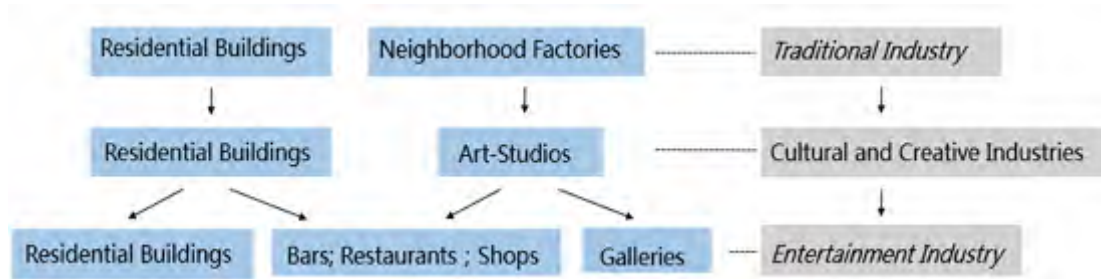 Residential Buildings
Neighborhood Factories
Traditional Industry
Residential Buildings
Art-Studios
Cultural and Creative Industries
Residential Buildings
Bars; Restaurants ; Shops
Galleries
Entertainment Industry